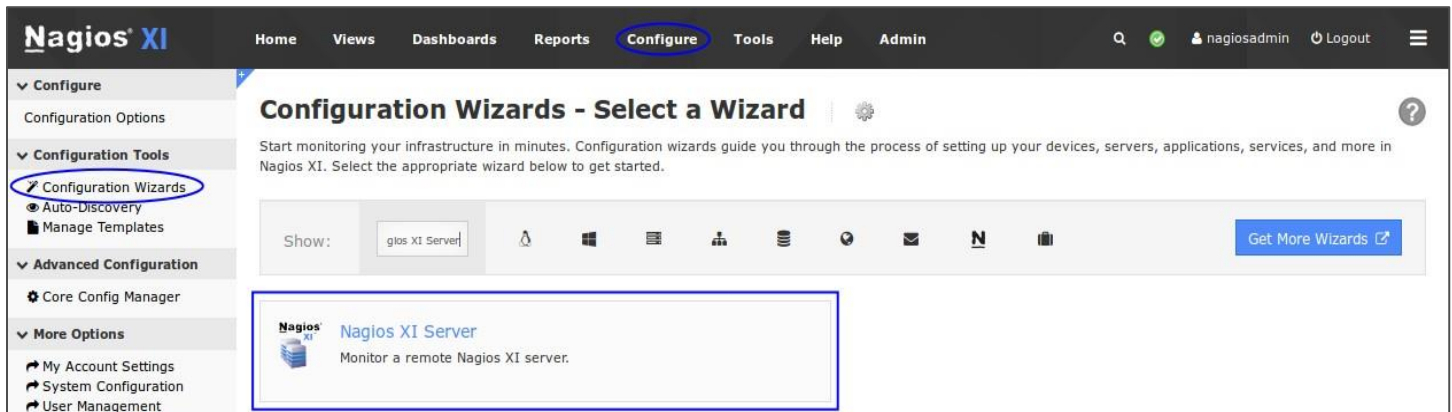 Nagios® XI
Home Views Dashboards Reports Configure Tools Help Admin nagiosadmin Logout
Configure
Configuration Options
Configuration Tools
Configuration Wizards
Auto-Discovery
Manage Templates
Advanced Configuration
Core Config Manager
More Options
My Account Settings
System Configuration
User Management
Configuration Wizards - Select a Wizard
Start monitoring your infrastructure in minutes. Configuration wizards guide you through the process of setting up your devices, servers, applications, services, and more in
Nagios XI. Select the appropriate wizard below to get started.
Show: gios XI Server N Get More Wizards
Nagios® XI
Nagios XI Server
Monitor a remote Nagios XI server.